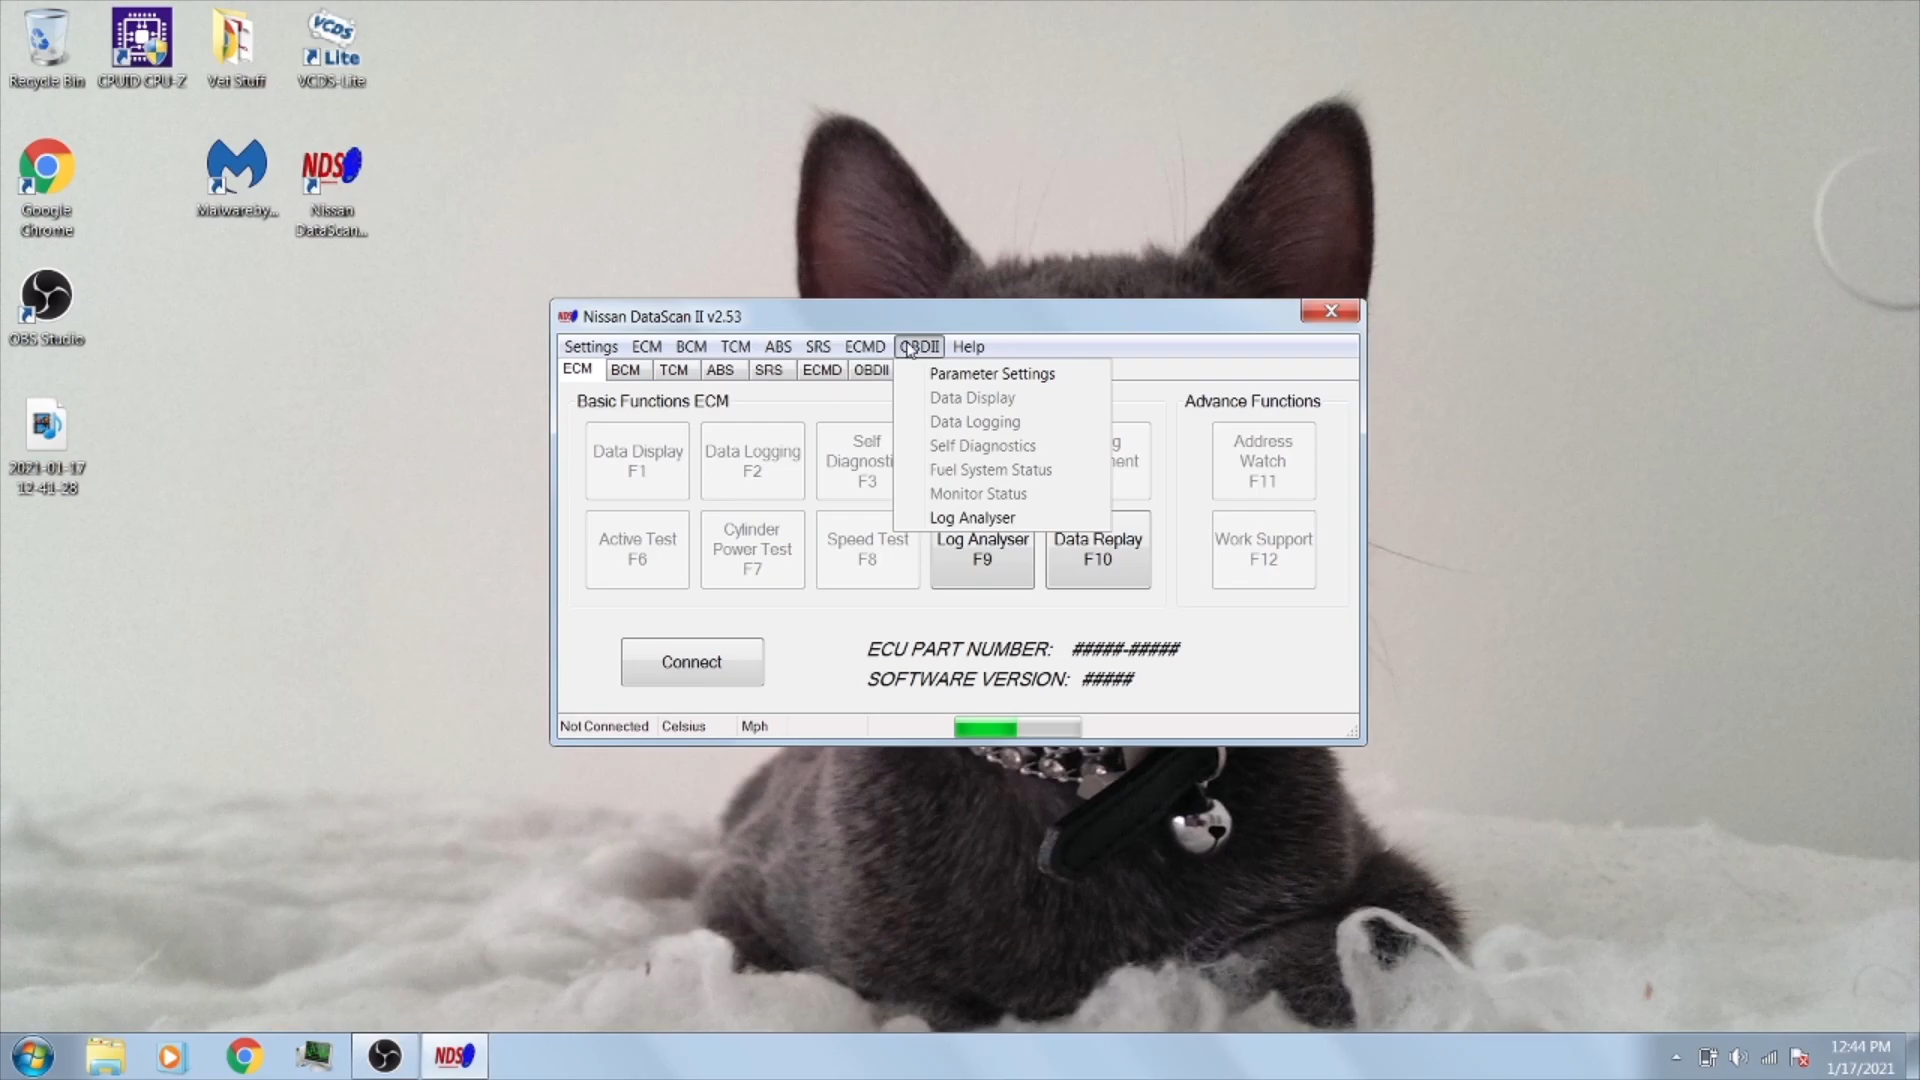 Recycle Bin
CPUID CPU-Z
Vet Stuff
VCDS
Lite
VCDS-Lite
Google
Chrome
Malwareby...
NDS
Nissan
DataScan...
OBS Studio
2021-01-17
12-41-28
NDS Nissan DataScan II v2.53
Settings ECM BCM TCM ABS SRS ECMD OBDII Help
ECM BCM TCM ABS SRS ECMD OBDII
Parameter Settings
Data Display
Data Logging
Self Diagnostics
Fuel System Status
Monitor Status
Log Analyser
Basic Functions ECM
Advance Functions
Data Display
F1
Data Logging
F2
Self
Diagnosti
F3
g
ent
Address
Watch
F11
Active Test
F6
Cylinder
Power Test
F7
Speed Test
F8
Log Analyser
F9
Data Replay
F10
Work Support
F12
Connect
ECU PART NUMBER: #####-#####
SOFTWARE VERSION: #####
Not Connected Celsius Mph
NDS
12:44 PM
1/17/2021